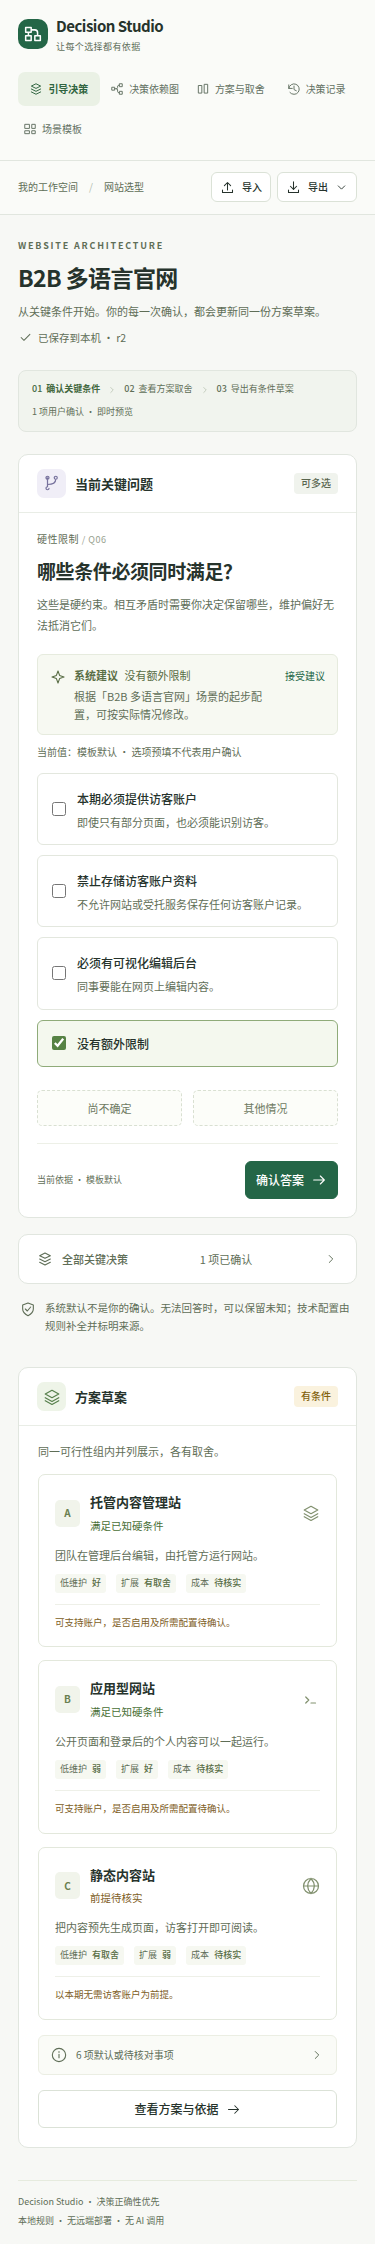 Decision Studio
让每个选择都有依据
引导决策 决策依赖图 方案与取舍 决策记录
场景模板
我的工作空间 / 网站选型 导入 导出
WEBSITE ARCHITECTURE
B2B 多语言官网
从关键条件开始。你的每一次确认，都会更新同一份方案草案。
已保存到本机 · r2
01 确认关键条件 02 查看方案取舍 03 导出有条件草案
1 项用户确认 · 即时预览
当前关键问题 可多选
硬性限制 / Q06
哪些条件必须同时满足？
这些是硬约束。相互矛盾时需要你决定保留哪些，维护偏好无
法抵消它们。
系统建议 没有额外限制 接受建议
根据「B2B 多语言官网」场景的起步配
置，可按实际情况修改。
当前值：模板默认 · 选项预填不代表用户确认
本期必须提供访客账户
即使只有部分页面，也必须能识别访客。
禁止存储访客账户资料
不允许网站或受托服务保存任何访客账户记录。
必须有可视化编辑后台
同事要能在网页上编辑内容。
没有额外限制
尚不确定 其他情况
当前依据 · 模板默认 确认答案
全部关键决策 1 项已确认
系统默认不是你的确认。无法回答时，可以保留未知；技术配置由
规则补全并标明来源。
方案草案 有条件
同一可行性组内并列展示，各有取舍。
A 托管内容管理站
满足已知硬条件
团队在管理后台编辑，由托管方运行网站。
低维护 好 扩展 有取舍 成本 待核实
可支持账户，是否启用及所需配置待确认。
B 应用型网站
满足已知硬条件
公开页面和登录后的个人内容可以一起运行。
低维护 弱 扩展 好 成本 待核实
可支持账户，是否启用及所需配置待确认。
C 静态内容站
前提待核实
把内容预先生成页面，访客打开即可阅读。
低维护 有取舍 扩展 弱 成本 待核实
以本期无需访客账户为前提。
6 项默认或待核对事项
查看方案与依据
Decision Studio · 决策正确性优先
本地规则 · 无远端部署 · 无 AI 调用